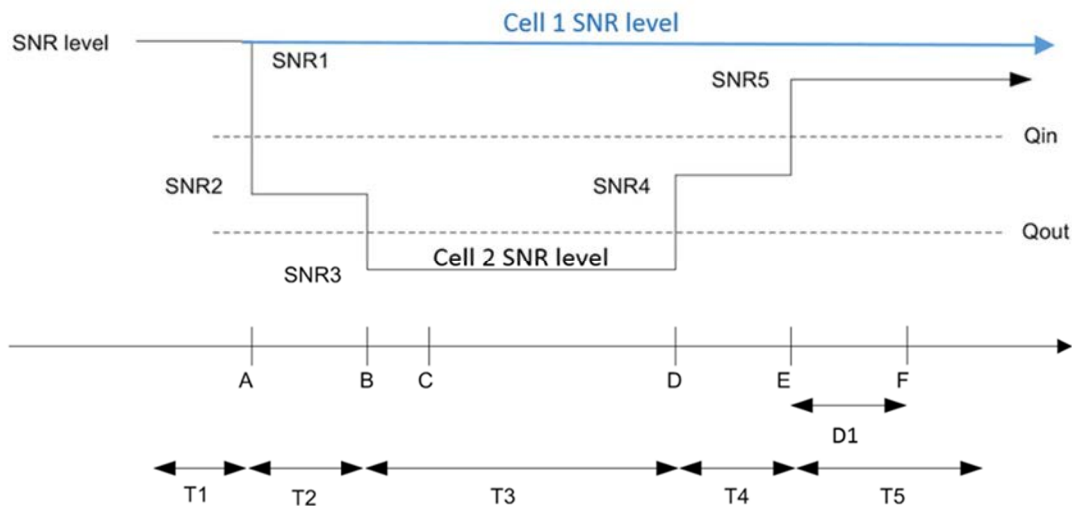 Cell 1 SNR level
SNR level
SNR1
SNR5
Qin
SNR2
SNR4
Qout
Cell 2 SNR level
SNR3
A B C D E F
D1
T1 T2 T3 T4 T5